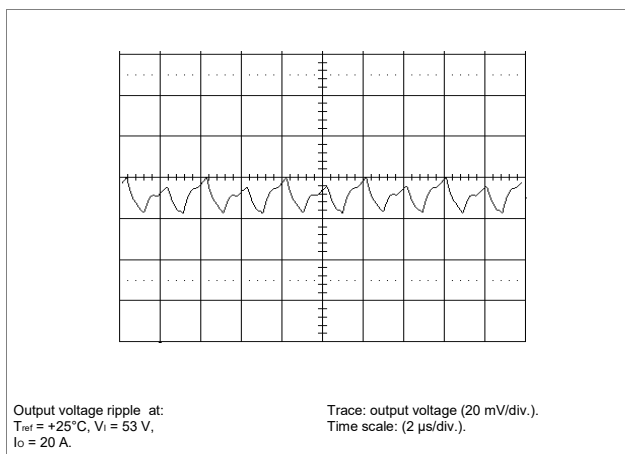 Output voltage ripple at:
Tref = +25°C, VI = 53 V,
IO = 20 A.
Trace: output voltage (20 mV/div.).
Time scale: (2 µs/div.).